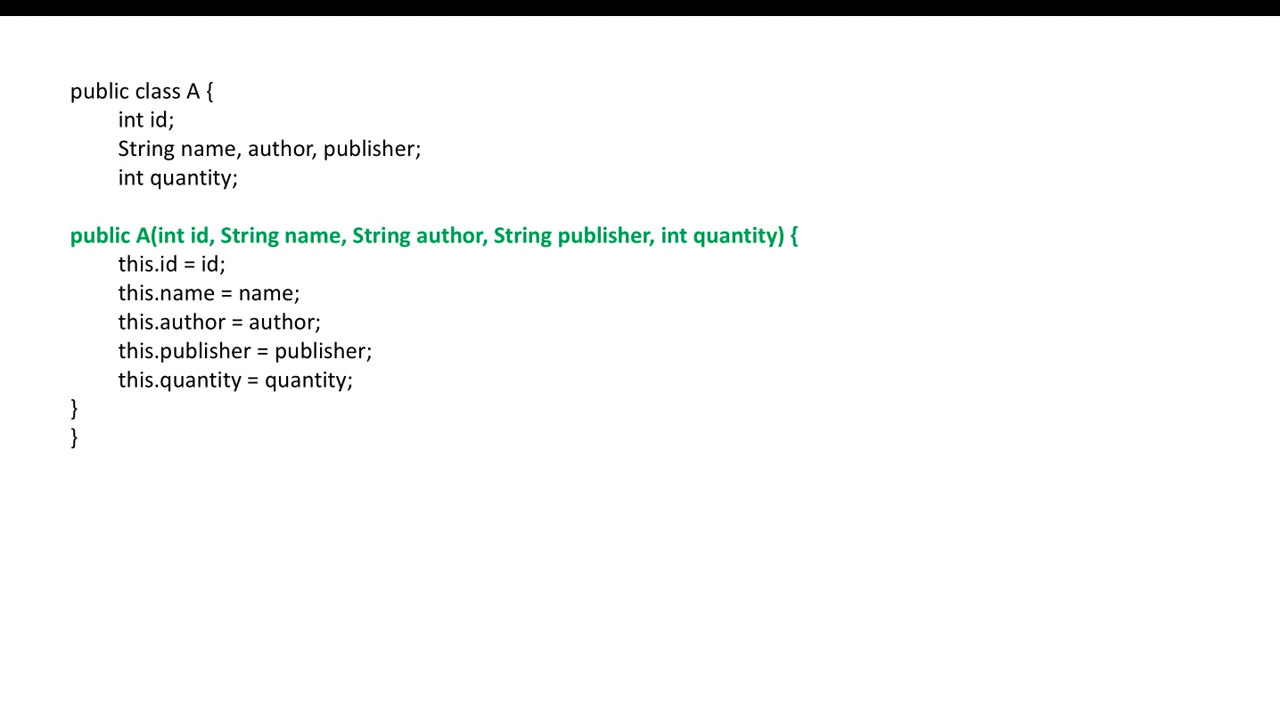 public class A {
int id;
String name, author, publisher;
int quantity;
public A(int id, String name, String author, String publisher, int quantity) {
this.id = id;
this.name = name;
this.author = author;
this.publisher = publisher;
this.quantity = quantity;
}
}